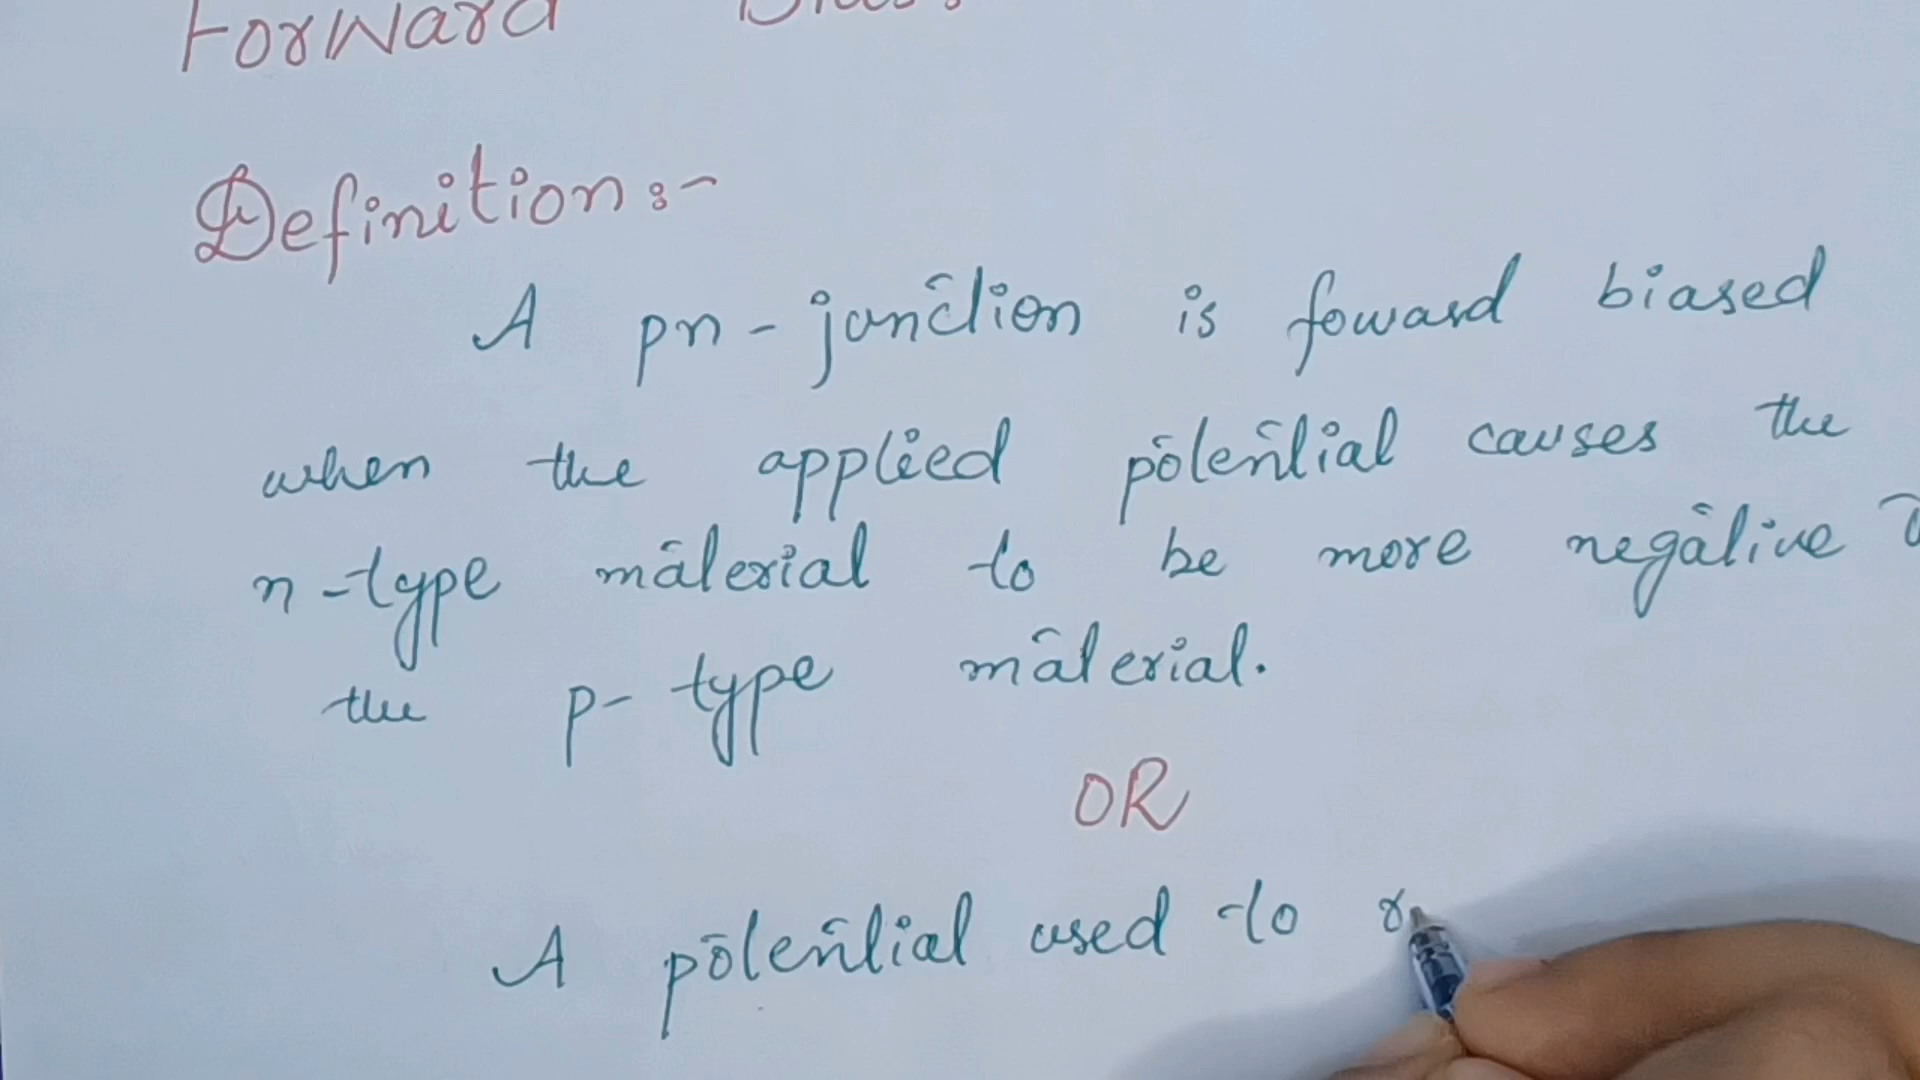 Forward Bias:
Definition:-
A pn-junction is foward biased
when the applied potential causes the
n-type material to be more negative
the p-type material.
OR
A potential used to r